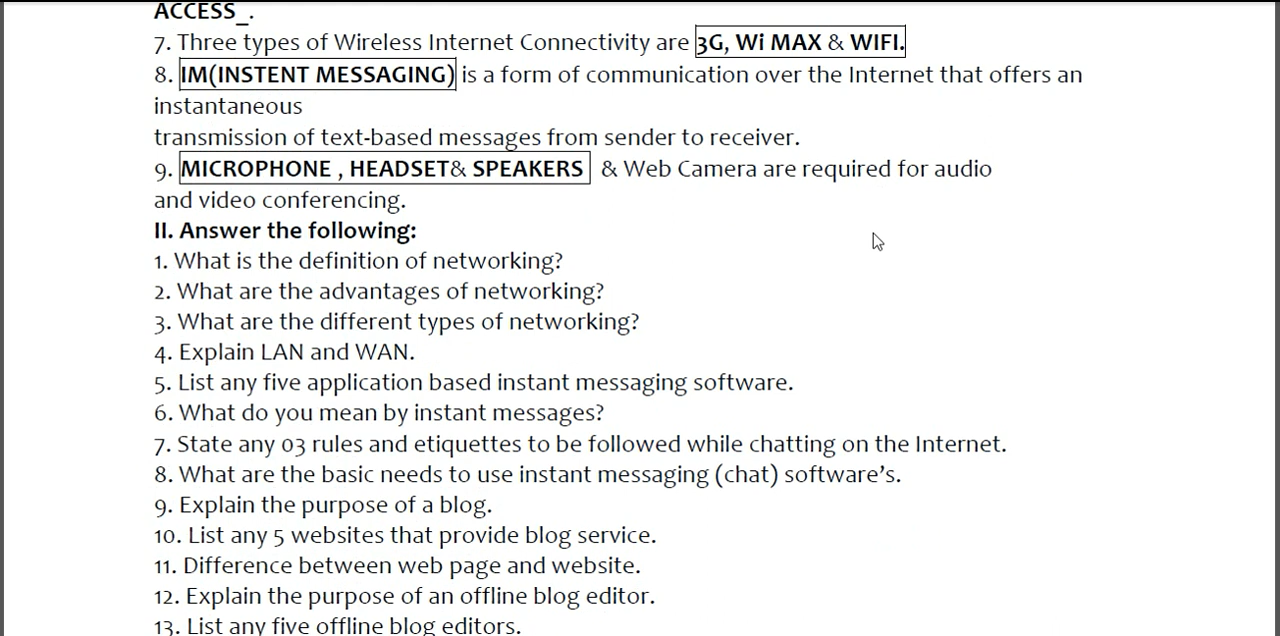 ACCESS_.
7. Three types of Wireless Internet Connectivity are 3G, Wi MAX & WIFI.
8. IM(INSTENT MESSAGING) is a form of communication over the Internet that offers an
instantaneous
transmission of text-based messages from sender to receiver.
9. MICROPHONE , HEADSET& SPEAKERS & Web Camera are required for audio
and video conferencing.
II. Answer the following:
1. What is the definition of networking?
2. What are the advantages of networking?
3. What are the different types of networking?
4. Explain LAN and WAN.
5. List any five application based instant messaging software.
6. What do you mean by instant messages?
7. State any 03 rules and etiquettes to be followed while chatting on the Internet.
8. What are the basic needs to use instant messaging (chat) software’s.
9. Explain the purpose of a blog.
10. List any 5 websites that provide blog service.
11. Difference between web page and website.
12. Explain the purpose of an offline blog editor.
13. List any five offline blog editors.